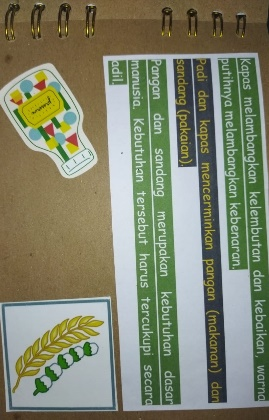 Kapas melambangkan kelembutan dan kebaikan, warna
putihnya melambangkan kebenaran.
Padi dan kapas mencerminkan pangan (makanan) dan
sandang (pakaian)
Pangan dan sandang merupakan kebutuhan dasar
manusia. Kebutuhan tersebut harus tercukupi secara
adil.